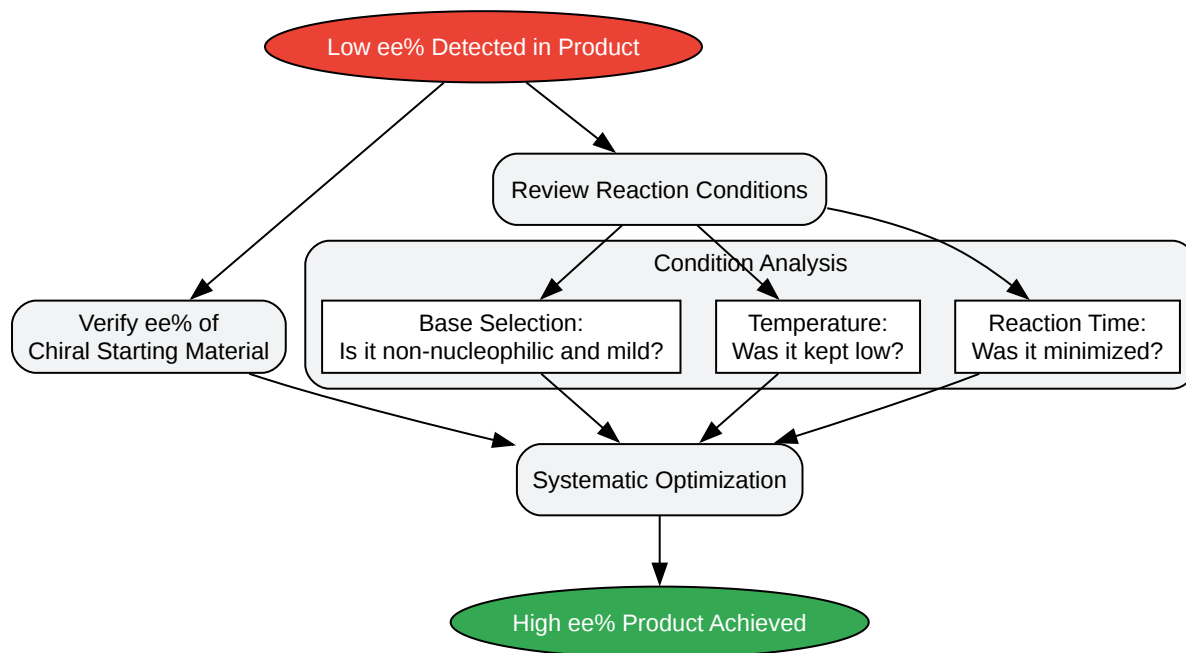 Low ee% Detected in Product
Review Reaction Conditions
Condition Analysis
Verify ee% of
Chiral Starting Material
Base Selection:
Is it non-nucleophilic and mild?
Temperature:
Was it kept low?
Reaction Time:
Was it minimized?
Systematic Optimization
High ee% Product Achieved